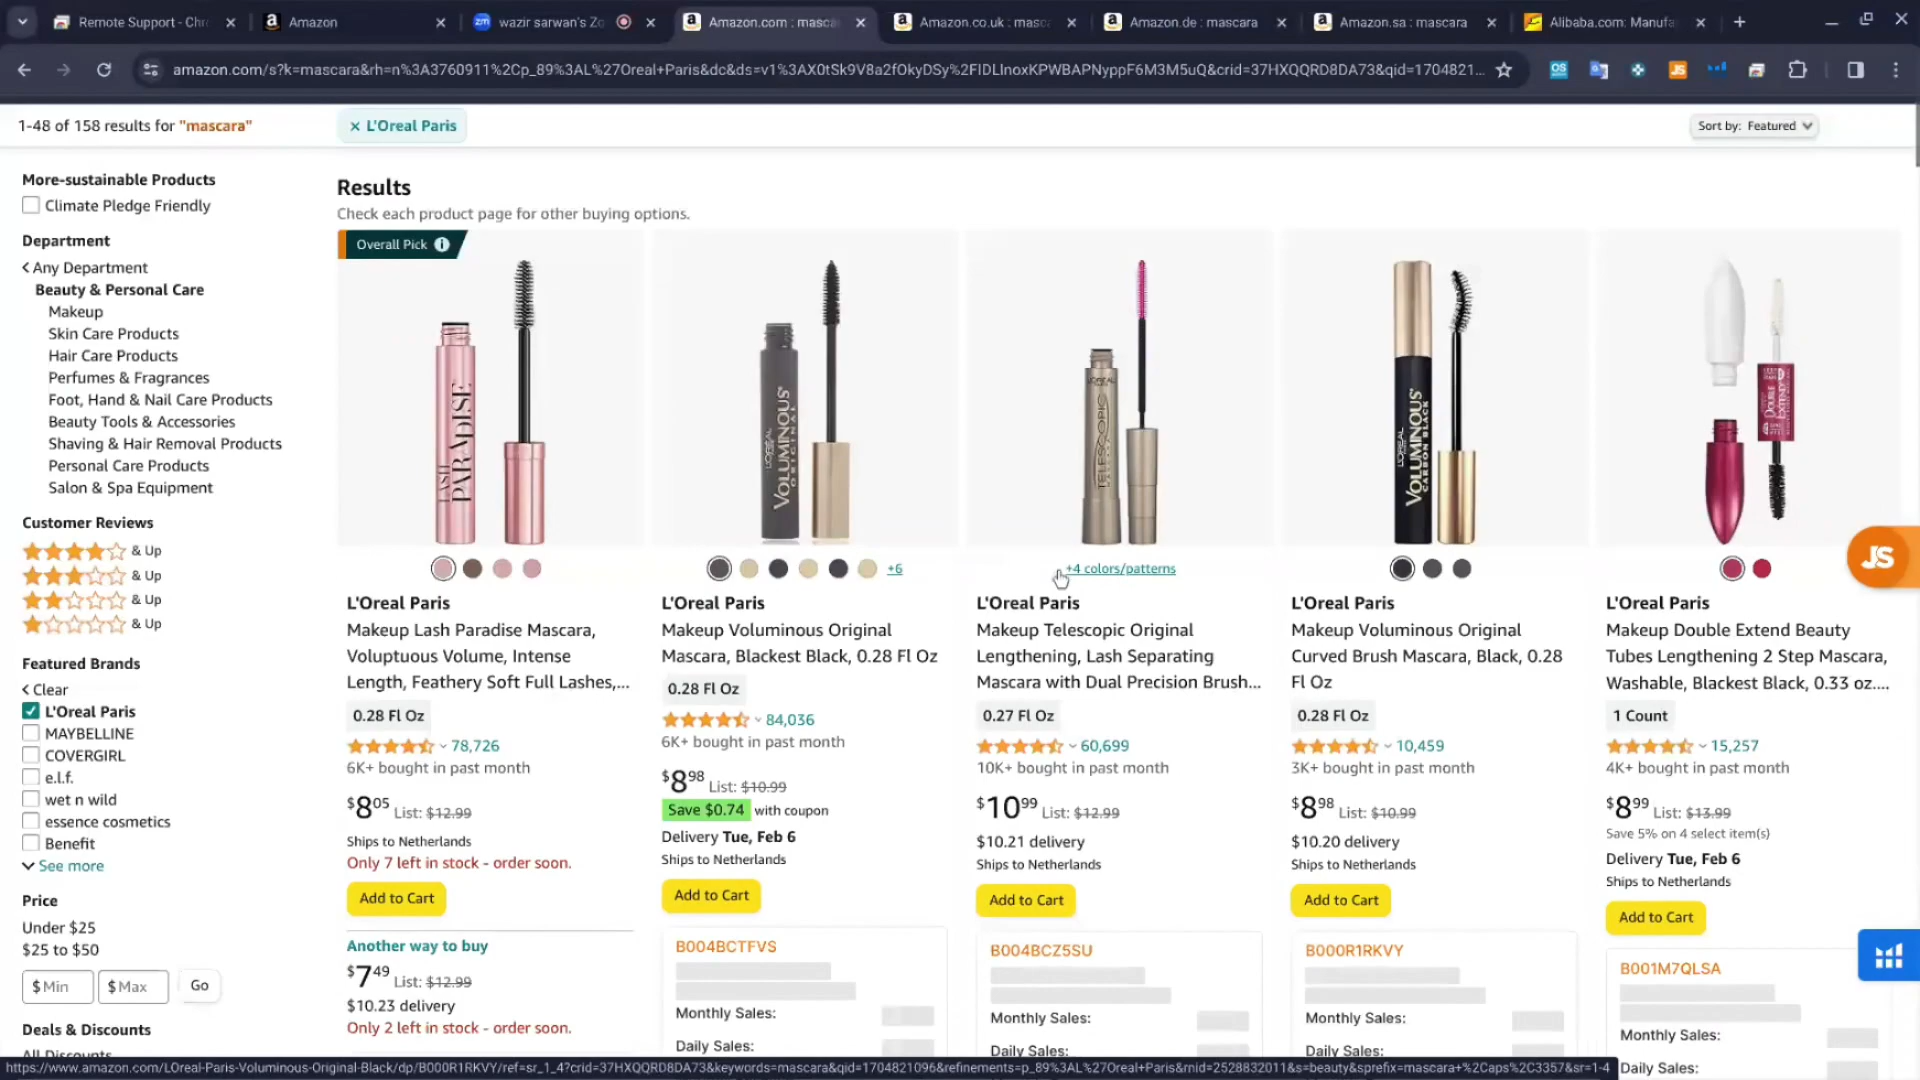 Remote Support - Chr
Amazon
wazir sarwan's Zo
Amazon.com : masca
Amazon.co.uk : masca
Amazon.de : mascara
Amazon.sa : mascara
Alibaba.com: Manufa
amazon.com/s?k=mascara&rh=n%3A3760911%2Cp_89%3AL%27Oreal+Paris&dc&ds=v1%3AX0tSk9V8a2fOkyDSy%2FIDLlnoxKPWBAPNyppF6M3M5uQ&crid=37HXQQRD8DA73&qid=1704821...
1-48 of 158 results for "mascara"
× L'Oreal Paris
Sort by: Featured
More-sustainable Products
Climate Pledge Friendly
Department
Any Department
Beauty & Personal Care
Makeup
Skin Care Products
Hair Care Products
Perfumes & Fragrances
Foot, Hand & Nail Care Products
Beauty Tools & Accessories
Shaving & Hair Removal Products
Personal Care Products
Salon & Spa Equipment
Customer Reviews
& Up
& Up
& Up
& Up
Featured Brands
Clear
L'Oreal Paris
MAYBELLINE
COVERGIRL
e.l.f.
wet n wild
essence cosmetics
Benefit
See more
Price
Under $25
$25 to $50
$ Min
$ Max
Go
Deals & Discounts
All Discounts
Results
Check each product page for other buying options.
Overall Pick
LASH PARADISE
L'Oreal Paris
Makeup Lash Paradise Mascara,
Voluptuous Volume, Intense
Length, Feathery Soft Full Lashes,...
0.28 Fl Oz
78,726
6K+ bought in past month
$8.05 List: $12.99
Ships to Netherlands
Only 7 left in stock - order soon.
Add to Cart
Another way to buy
$7.49 List: $12.99
$10.23 delivery
Only 2 left in stock - order soon.
L'ORÉAL
VOLUMINOUS
ORIGINAL
+6
L'Oreal Paris
Makeup Voluminous Original
Mascara, Blackest Black, 0.28 Fl Oz
0.28 Fl Oz
84,036
6K+ bought in past month
$8.98 List: $10.99
Save $0.74 with coupon
Delivery Tue, Feb 6
Ships to Netherlands
Add to Cart
B004BCTFVS
Monthly Sales:
Daily Sales:
L'ORÉAL
TELESCOPIC
+4 colors/patterns
L'Oreal Paris
Makeup Telescopic Original
Lengthening, Lash Separating
Mascara with Dual Precision Brush...
0.27 Fl Oz
60,699
10K+ bought in past month
$10.99 List: $12.99
$10.21 delivery
Ships to Netherlands
Add to Cart
B004BCZ5SU
Monthly Sales:
Daily Sales:
L'ORÉAL
VOLUMINOUS
CARBON BLACK
L'Oreal Paris
Makeup Voluminous Original
Curved Brush Mascara, Black, 0.28
Fl Oz
0.28 Fl Oz
10,459
3K+ bought in past month
$8.98 List: $10.99
$10.20 delivery
Ships to Netherlands
Add to Cart
B000R1RKVY
Monthly Sales:
Daily Sales:
DOUBLE
EXTEND
L'Oreal Paris
Makeup Double Extend Beauty
Tubes Lengthening 2 Step Mascara,
Washable, Blackest Black, 0.33 oz....
1 Count
15,257
4K+ bought in past month
$8.99 List: $13.99
Save 5% on 4 select item(s)
Delivery Tue, Feb 6
Ships to Netherlands
Add to Cart
B001M7QLSA
Monthly Sales:
Daily Sales:
JS
https://www.amazon.com/LOreal-Paris-Voluminous-Original-Black/dp/B000R1RKVY/ref=sr_1_4?crid=37HXQQRD8DA73&keywords=mascara&qid=1704821096&refinements=p_89%3AL%27Oreal+Paris&rnid=2528832011&s=beauty&sprefix=mascara+%2Caps%2C3357&sr=1-4